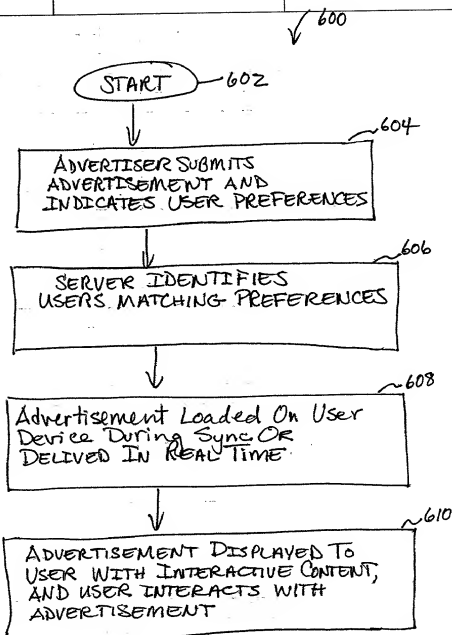 600
START
602
604
ADVERTISER SUBMITS
ADVERTISEMENT AND
INDICATES USER PREFERENCES
606
SERVER IDENTIFIES
USERS MATCHING PREFERENCES
608
Advertisement Loaded On User
Device During Sync OR
DELIVED IN REAL TIME
610
ADVERTISEMENT DISPLAYED TO
USER WITH INTERACTIVE CONTENT,
AND USER INTERACTS WITH
ADVERTISEMENT